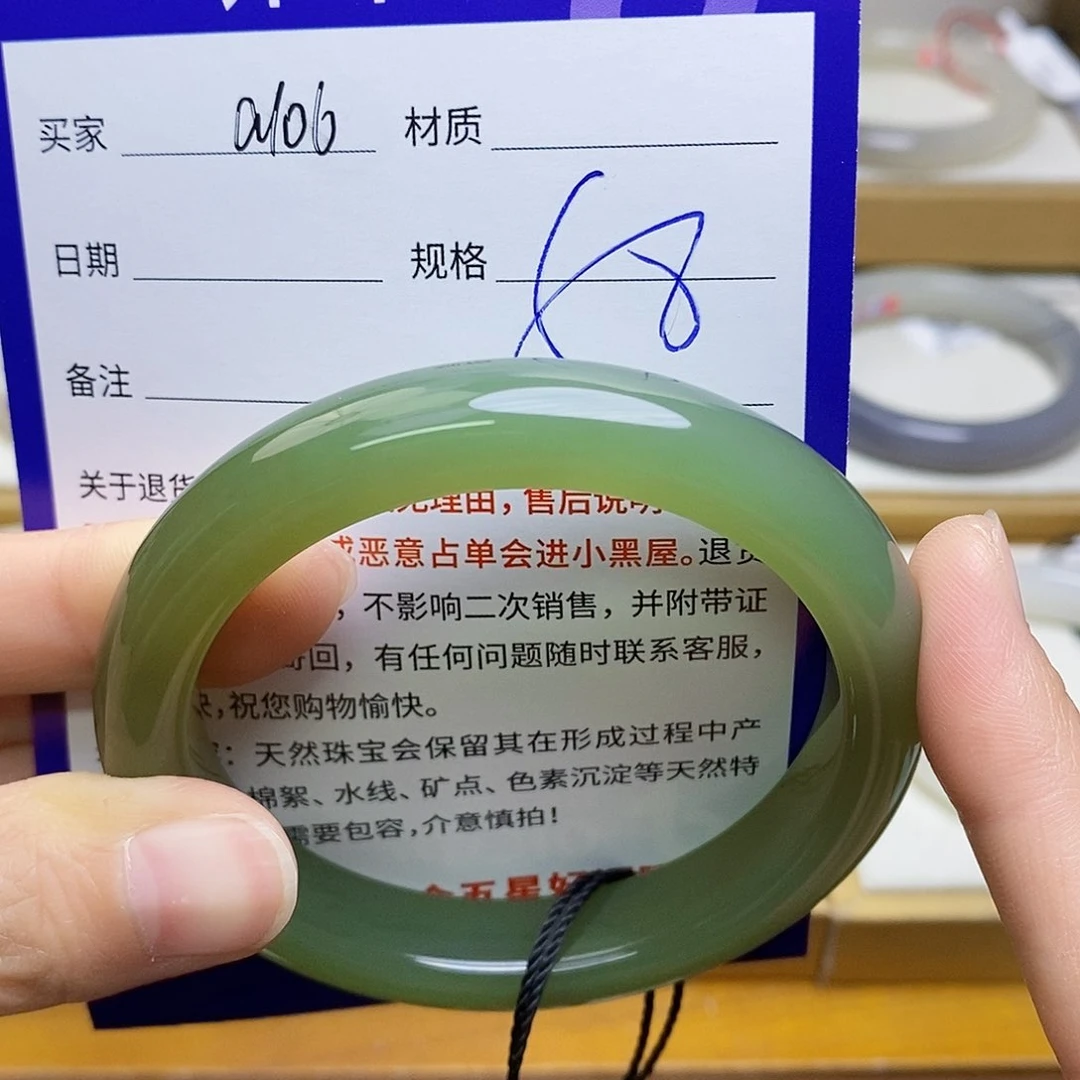 买家 a106 材质
日期 规格 58
备注
关于退货 无理由，售后说明
恶意占单会进小黑屋。退货
，不影响二次销售，并附带证
寄回，有任何问题随时联系客服，
祝您购物愉快。
：天然珠宝会保留其在形成过程中产
棉絮、水线、矿点、色素沉淀等天然特
需要包容，介意慎拍！
五星好